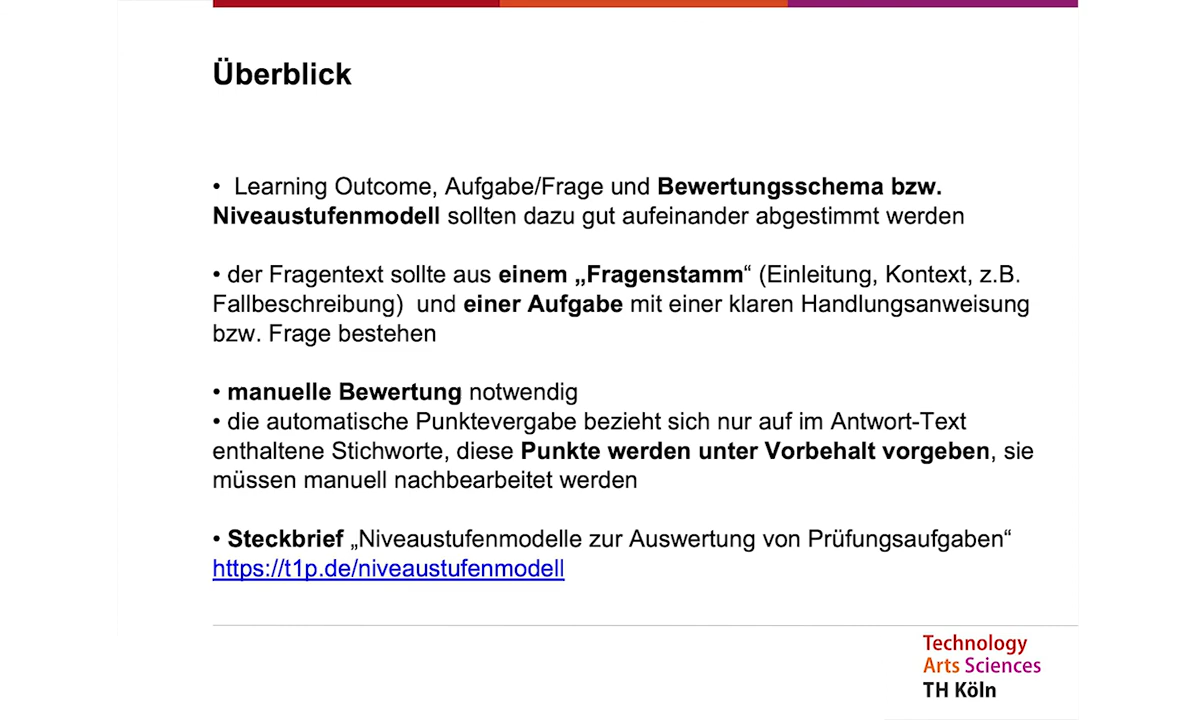 Überblick
• Learning Outcome, Aufgabe/Frage und Bewertungsschema bzw.
Niveaustufenmodell sollten dazu gut aufeinander abgestimmt werden
• der Fragentext sollte aus einem „Fragenstamm“ (Einleitung, Kontext, z.B.
Fallbeschreibung) und einer Aufgabe mit einer klaren Handlungsanweisung
bzw. Frage bestehen
• manuelle Bewertung notwendig
• die automatische Punktevergabe bezieht sich nur auf im Antwort-Text
enthaltene Stichworte, diese Punkte werden unter Vorbehalt vorgeben, sie
müssen manuell nachbearbeitet werden
• Steckbrief „Niveaustufenmodelle zur Auswertung von Prüfungsaufgaben“
https://t1p.de/niveaustufenmodell
Technology
Arts Sciences
TH Köln